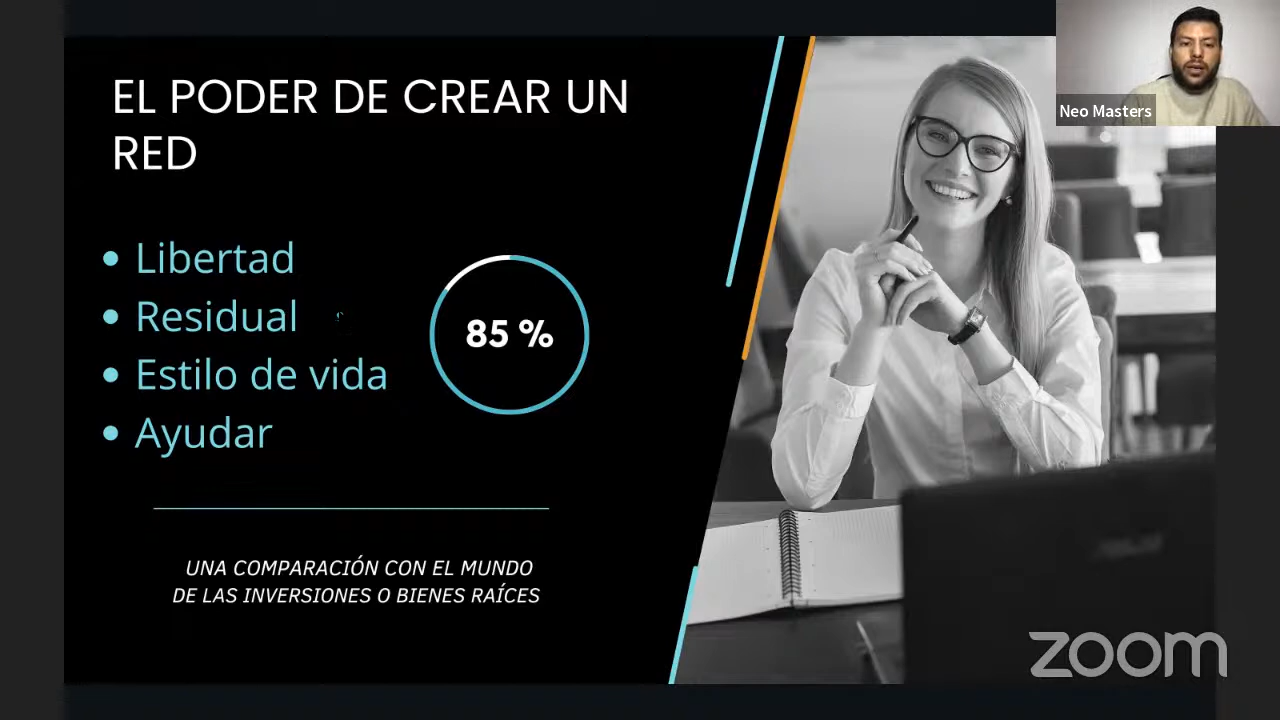 EL PODER DE CREAR UN
RED
• Libertad
• Residual
• Estilo de vida
• Ayudar
85 %
UNA COMPARACIÓN CON EL MUNDO
DE LAS INVERSIONES O BIENES RAÍCES
Neo Masters
zoom